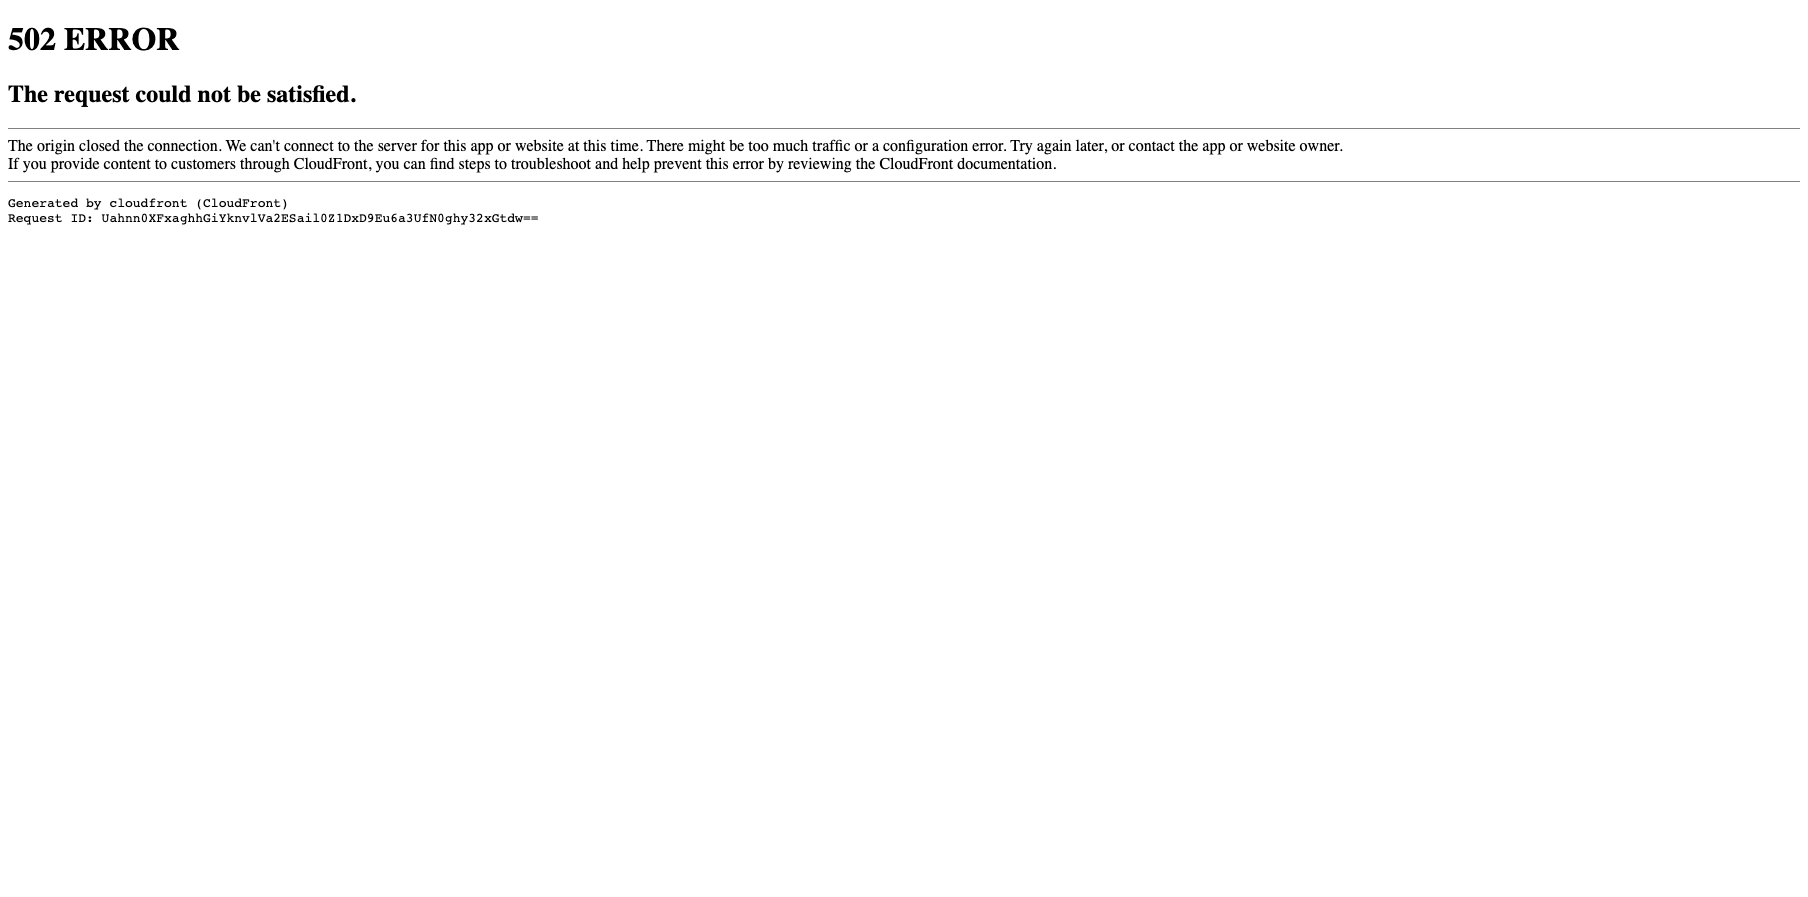 502 ERROR
The request could not be satisfied.
The origin closed the connection. We can't connect to the server for this app or website at this time. There might be too much traffic or a configuration error. Try again later, or contact the app or website owner.
If you provide content to customers through CloudFront, you can find steps to troubleshoot and help prevent this error by reviewing the CloudFront documentation.
Generated by cloudfront (CloudFront)
Request ID: Uahnn0XFxaghhGiYknvlVa2ESail0Z1DxD9Eu6a3UfN0ghy32xGtdw==